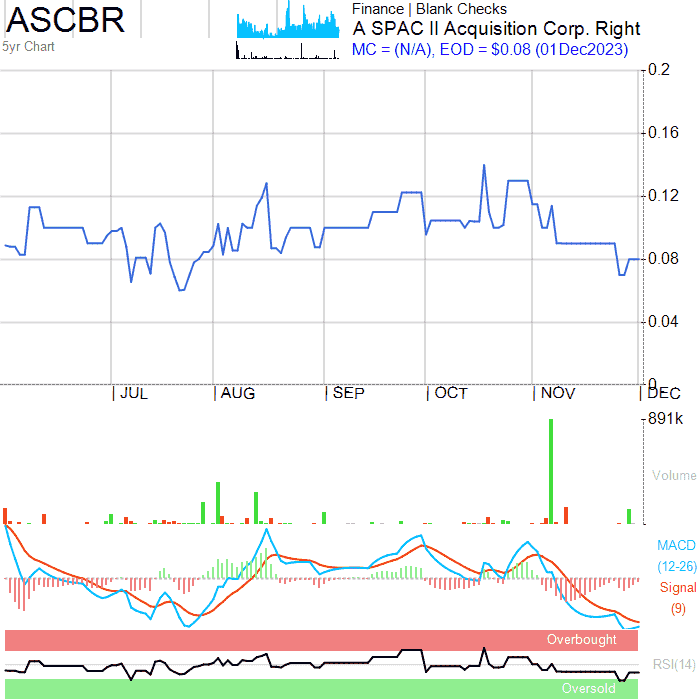 ASCBR
5yr Chart
Finance | Blank Checks
A SPAC II Acquisition Corp. Right
MC = (N/A), EOD = $0.08 (01Dec2023)
0.2
0.16
0.12
0.08
0.04
0
JUL
AUG
SEP
OCT
NOV
DEC
891k
Volume
MACD
(12-26)
Signal
(9)
Overbought
RSI(14)
Oversold